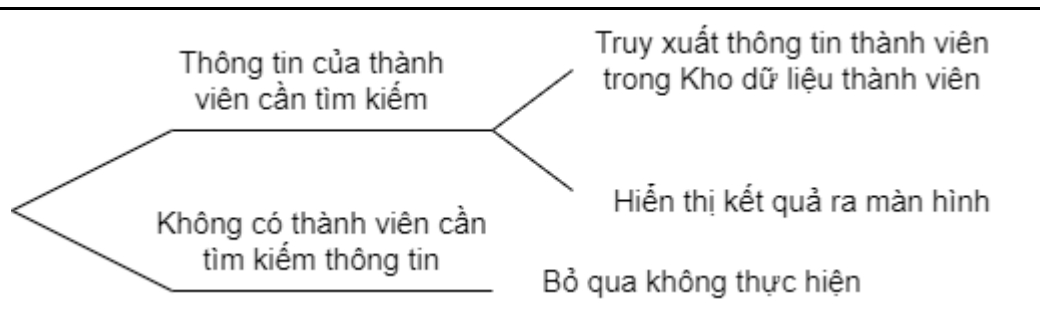 Thông tin của thành
viên cần tìm kiếm
Truy xuất thông tin thành viên
trong Kho dữ liệu thành viên
Hiển thị kết quả ra màn hình
Không có thành viên cần
tìm kiếm thông tin
Bỏ qua không thực hiện